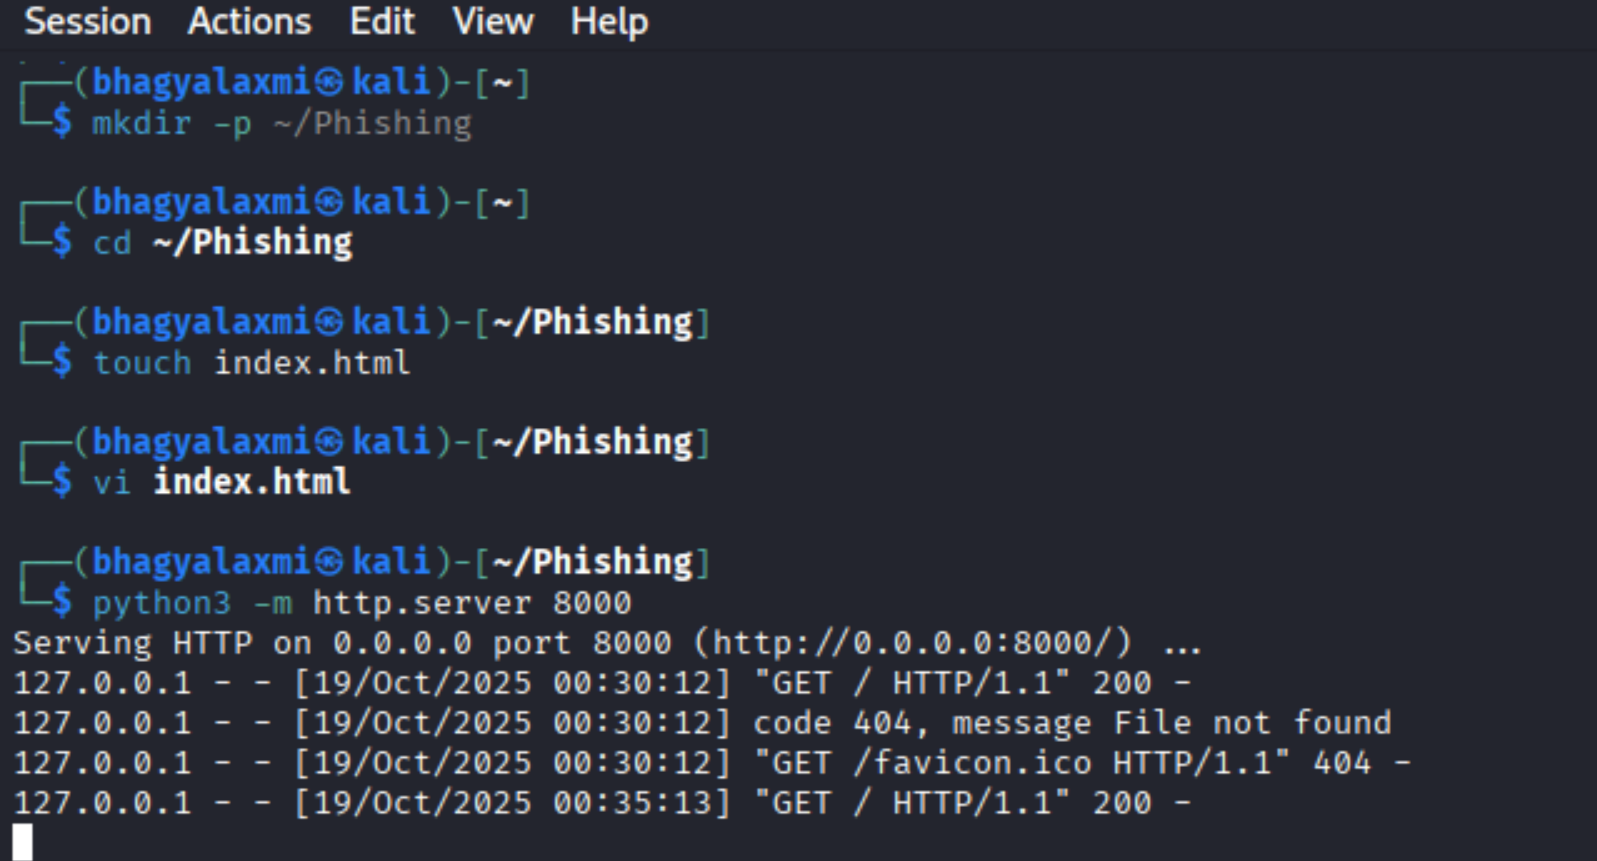 Session Actions Edit View Help
┌──(bhagyalaxmi㉿kali)-[~]
└─$ mkdir -p ~/Phishing
┌──(bhagyalaxmi㉿kali)-[~]
└─$ cd ~/Phishing
┌──(bhagyalaxmi㉿kali)-[~/Phishing]
└─$ touch index.html
┌──(bhagyalaxmi㉿kali)-[~/Phishing]
└─$ vi index.html
┌──(bhagyalaxmi㉿kali)-[~/Phishing]
└─$ python3 -m http.server 8000
Serving HTTP on 0.0.0.0 port 8000 (http://0.0.0.0:8000/) ...
127.0.0.1 - - [19/Oct/2025 00:30:12] "GET / HTTP/1.1" 200 -
127.0.0.1 - - [19/Oct/2025 00:30:12] code 404, message File not found
127.0.0.1 - - [19/Oct/2025 00:30:12] "GET /favicon.ico HTTP/1.1" 404 -
127.0.0.1 - - [19/Oct/2025 00:35:13] "GET / HTTP/1.1" 200 -